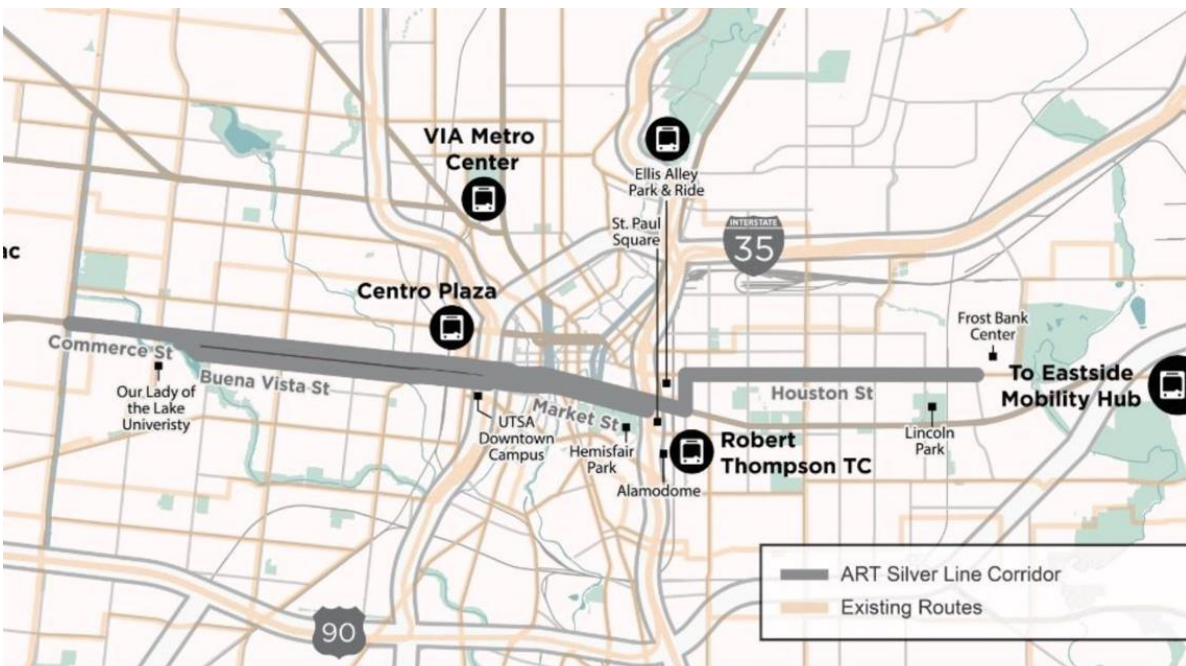 VIA Metro
Center
Ellis Alley
Park & Ride
St. Paul
Square
INTERSTATE
35
ac
Centro Plaza
Frost Bank
Center
Commerce St
Our Lady of
the Lake
Univeristy
Buena Vista St
UTSA
Downtown
Campus
Market St
Hemisfair
Park
Houston St
To Eastside
Mobility Hub
Lincoln
Park
Robert
Thompson TC
Alamodome
ART Silver Line Corridor
Existing Routes
90